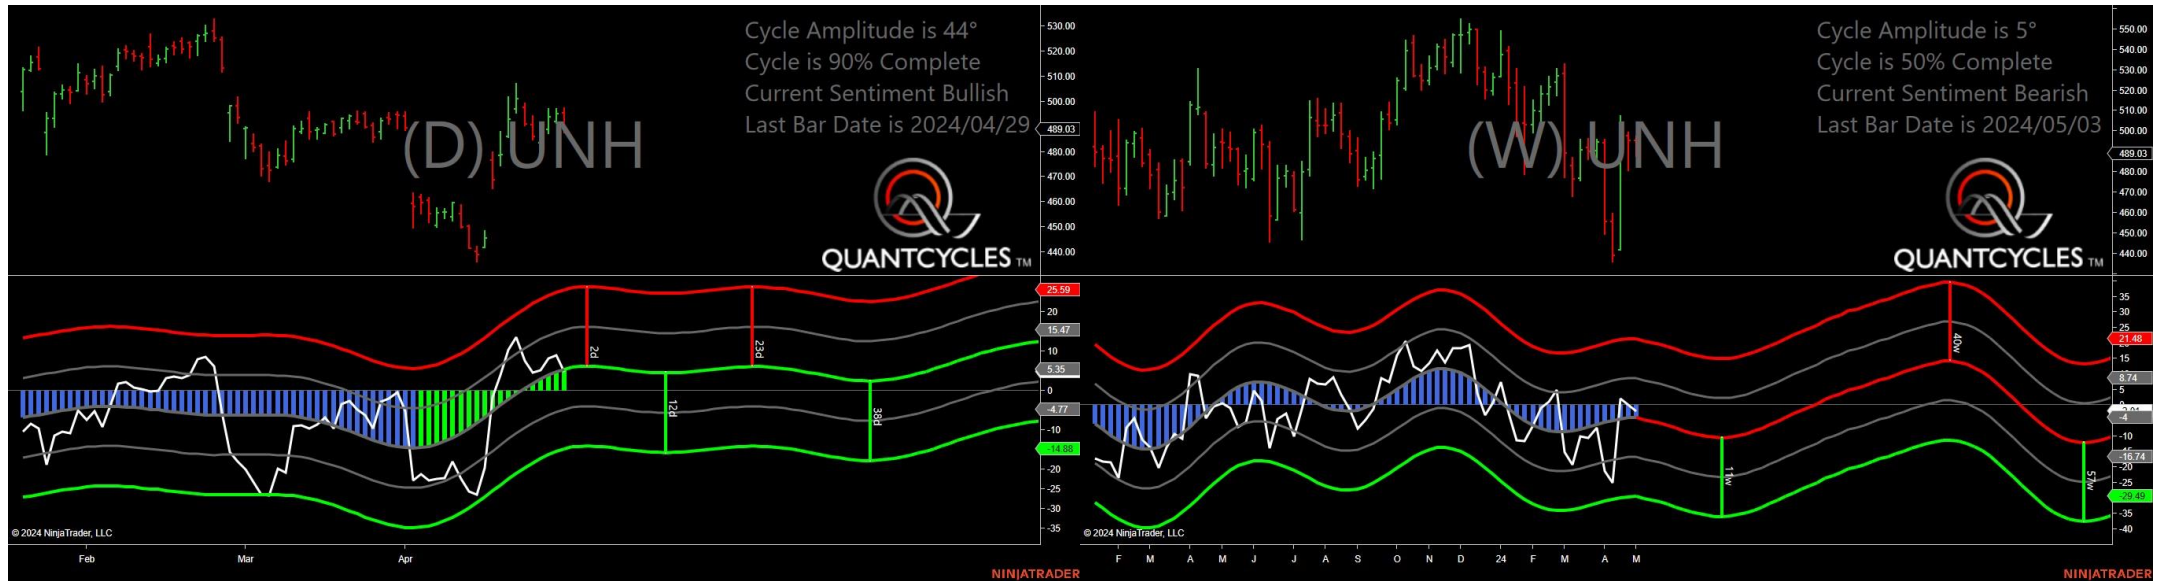 Cycle Amplitude is 44°
Cycle is 90% Complete
Current Sentiment Bullish
Last Bar Date is 2024/04/29
(D) UNH
QUANTCYCLES TM
530.00
520.00
510.00
500.00
489.03
480.00
470.00
460.00
450.00
440.00
25.59
20
15.47
10
5.35
0
-4.77
-10
-14.88
-20
-25
-30
-35
2d
12d
23d
38d
© 2024 NinjaTrader, LLC
Feb Mar Apr
NINJATRADER
Cycle Amplitude is 5°
Cycle is 50% Complete
Current Sentiment Bearish
Last Bar Date is 2024/05/03
(W) UNH
QUANTCYCLES TM
550.00
540.00
530.00
520.00
510.00
500.00
489.03
480.00
470.00
460.00
450.00
440.00
35
30
25
21.48
15
8.74
5
-4
-10
-16.74
-20
-25
-29.49
-35
-40
11w
40w
57w
© 2024 NinjaTrader, LLC
F M A M J J A S O N D 24 F M A M
NINJATRADER